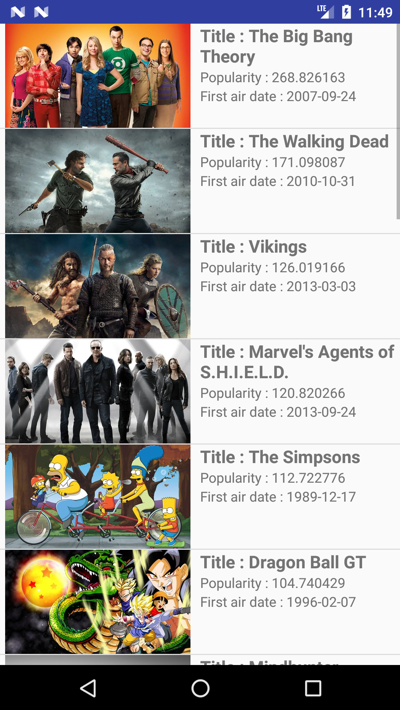 LTE 11:49
Title : The Big Bang
Theory
Popularity : 268.826163
First air date : 2007-09-24
Title : The Walking Dead
Popularity : 171.098087
First air date : 2010-10-31
Title : Vikings
Popularity : 126.019166
First air date : 2013-03-03
Title : Marvel's Agents of
S.H.I.E.L.D.
Popularity : 120.820266
First air date : 2013-09-24
Title : The Simpsons
Popularity : 112.722776
First air date : 1989-12-17
Title : Dragon Ball GT
Popularity : 104.740429
First air date : 1996-02-07
Title : Mindhunter